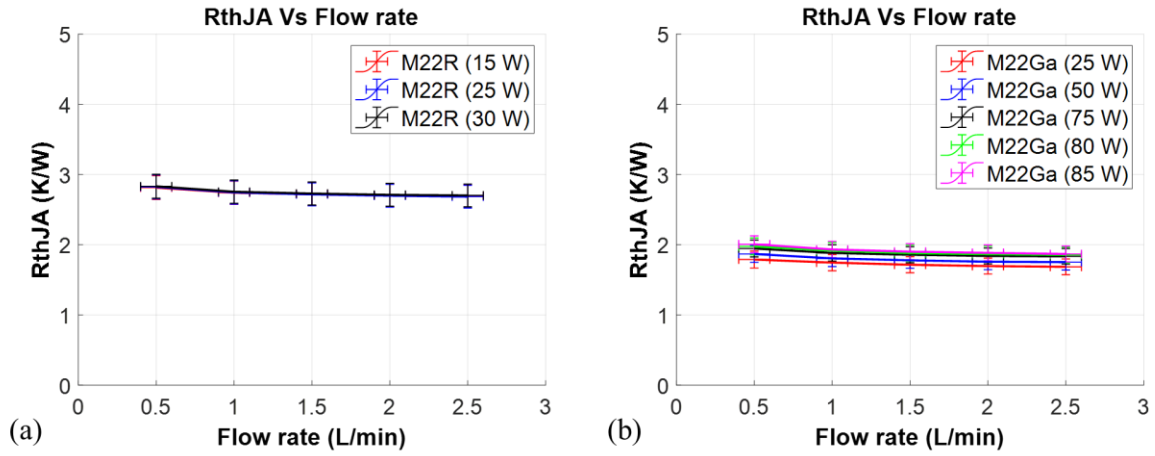 RthJA Vs Flow rate
5
4
3
2
1
0
RthJA (K/W)
M22R (15 W)
M22R (25 W)
M22R (30 W)
0
0.5
1
1.5
2
2.5
3
Flow rate (L/min)
(a)
RthJA Vs Flow rate
5
4
3
2
1
0
RthJA (K/W)
M22Ga (25 W)
M22Ga (50 W)
M22Ga (75 W)
M22Ga (80 W)
M22Ga (85 W)
0
0.5
1
1.5
2
2.5
3
Flow rate (L/min)
(b)